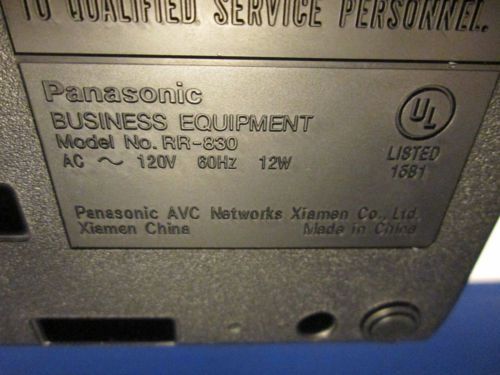 TO QUALIFIED SERVICE PERSONNEL.
Panasonic
BUSINESS EQUIPMENT
Model No. RR-830
AC ~ 120V 60Hz 12W
UL
LISTED
1681
Panasonic AVC Networks Xiamen Co., Ltd.
Xiamen China Made in China